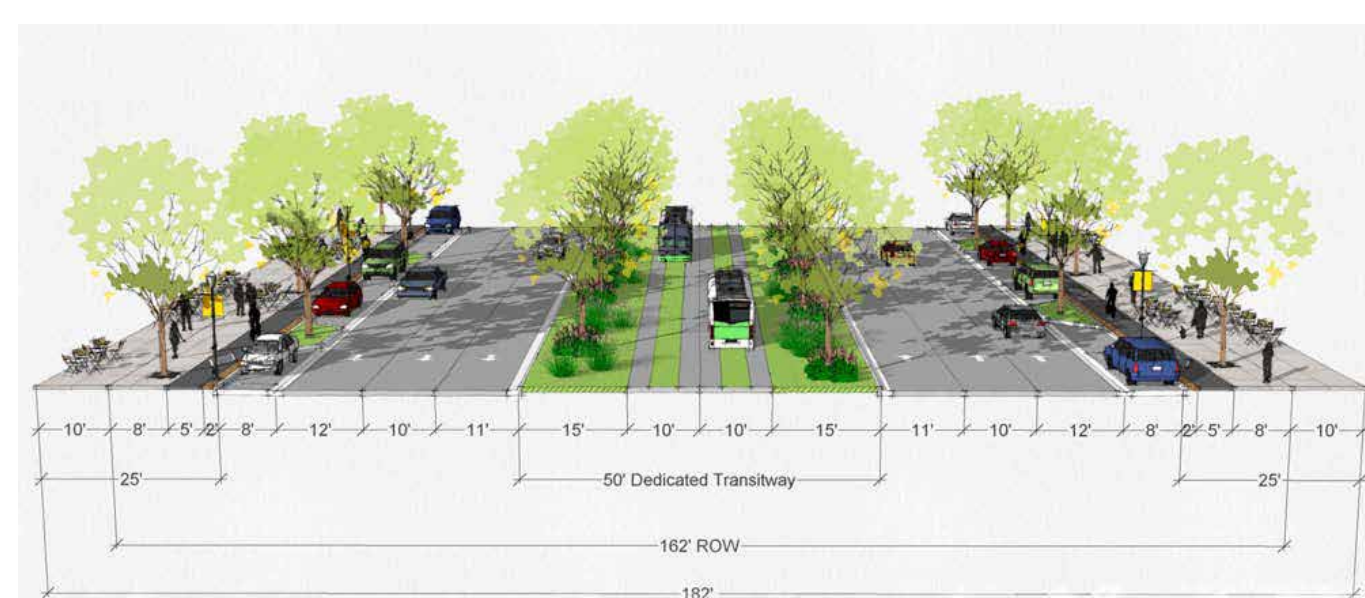 10' 8' 5' 2' 8' 12' 10' 11' 15' 10' 10' 15' 11' 10' 12' 8' 2' 5' 8' 10'
25' 50' Dedicated Transitway 25'
162' ROW
182'